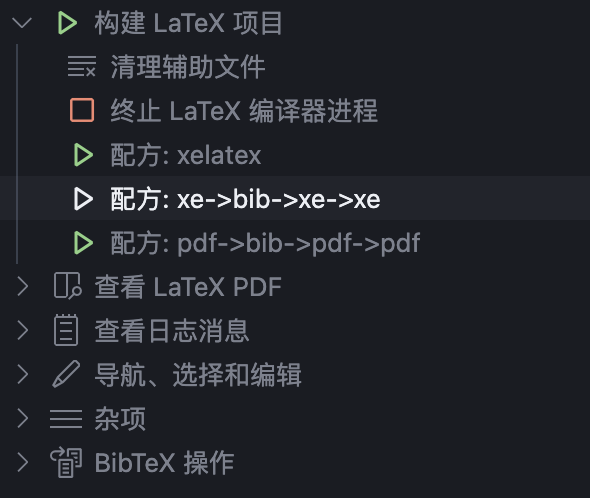 构建 LaTeX 项目
清理辅助文件
终止 LaTeX 编译器进程
配方: xelatex
配方: xe->bib->xe->xe
配方: pdf->bib->pdf->pdf
查看 LaTeX PDF
查看日志消息
导航、选择和编辑
杂项
BibTeX 操作